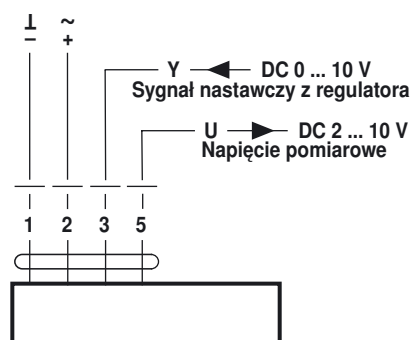 ⊥ ~
− +
Y DC 0 ... 10 V
Sygnał nastawczy z regulatora
U DC 2 ... 10 V
Napięcie pomiarowe
1 2 3 5